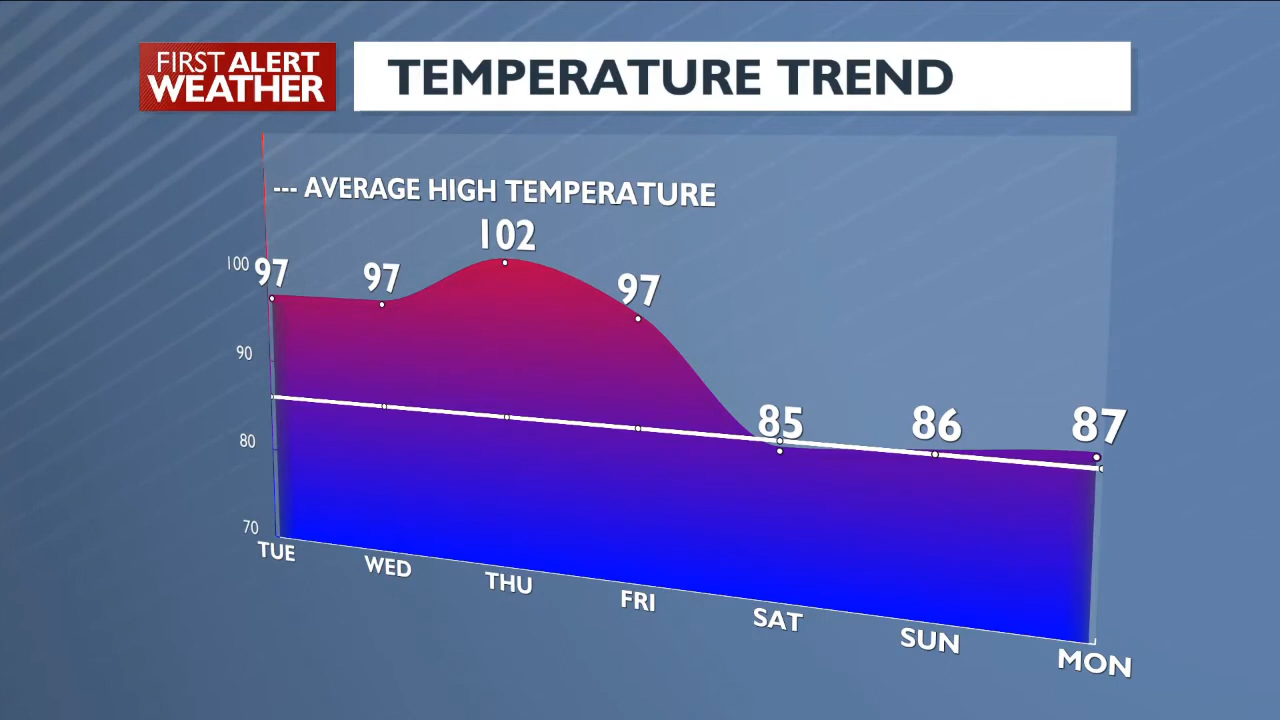 FIRST ALERT
WEATHER
TEMPERATURE TREND
--- AVERAGE HIGH TEMPERATURE
102
100
97
97
97
90
85
86
87
80
70
TUE
WED
THU
FRI
SAT
SUN
MON